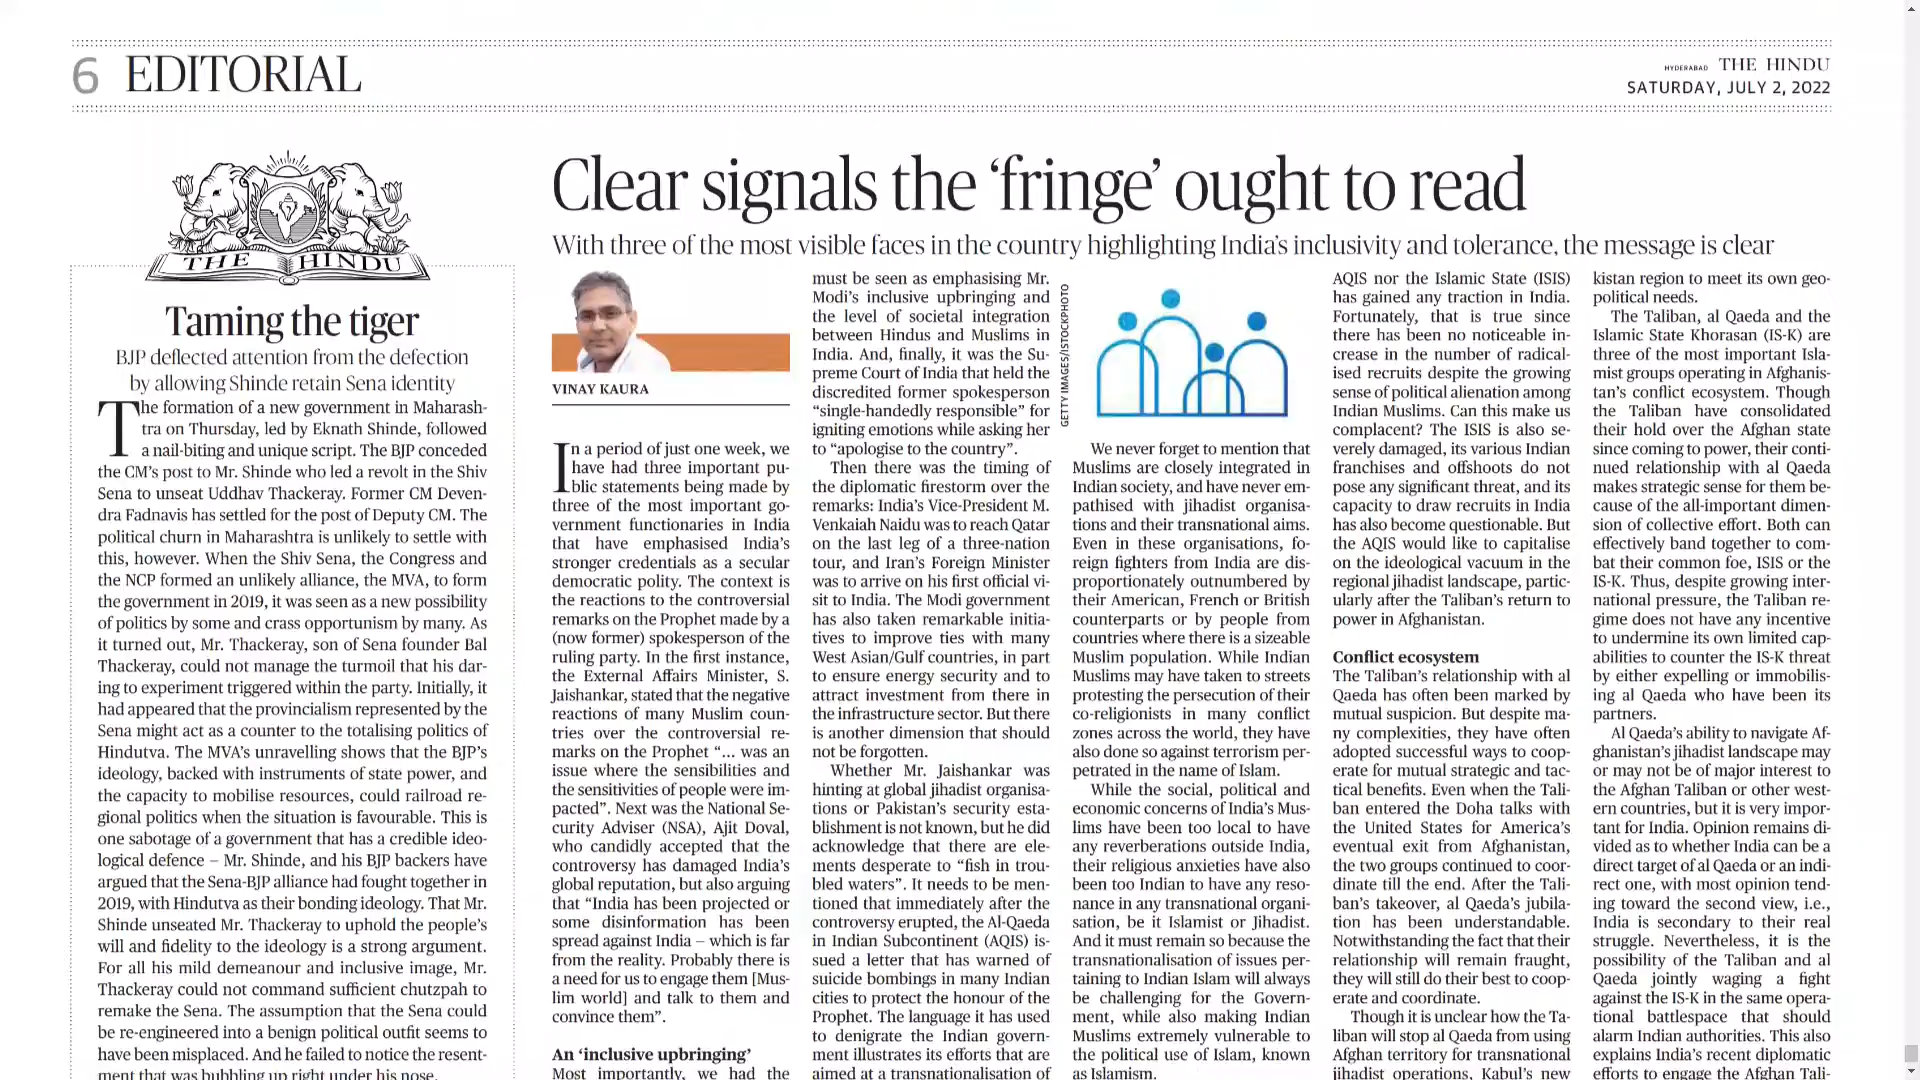 6 EDITORIAL
HYDERABAD THE HINDU
SATURDAY, JULY 2, 2022
THE HINDU
Taming the tiger
BJP deflected attention from the defection
by allowing Shinde retain Sena identity
The formation of a new government in Maharash-
tra on Thursday, led by Eknath Shinde, followed
a nail-biting and unique script. The BJP conceded
the CM's post to Mr. Shinde who led a revolt in the Shiv
Sena to unseat Uddhav Thackeray. Former CM Deven-
dra Fadnavis has settled for the post of Deputy CM. The
political churn in Maharashtra is unlikely to settle with
this, however. When the Shiv Sena, the Congress and
the NCP formed an unlikely alliance, the MVA, to form
the government in 2019, it was seen as a new possibility
of politics by some and crass opportunism by many. As
it turned out, Mr. Thackeray, son of Sena founder Bal
Thackeray, could not manage the turmoil that his dar-
ing to experiment triggered within the party. Initially, it
had appeared that the provincialism represented by the
Sena might act as a counter to the totalising politics of
Hindutva. The MVA's unravelling shows that the BJP's
ideology, backed with instruments of state power, and
the capacity to mobilise resources, could railroad re-
gional politics when the situation is favourable. This is
one sabotage of a government that has a credible ideo-
logical defence – Mr. Shinde, and his BJP backers have
argued that the Sena-BJP alliance had fought together in
2019, with Hindutva as their bonding ideology. That Mr.
Shinde unseated Mr. Thackeray to uphold the people's
will and fidelity to the ideology is a strong argument.
For all his mild demeanour and inclusive image, Mr.
Thackeray could not command sufficient chutzpah to
remake the Sena. The assumption that the Sena could
be re-engineered into a benign political outfit seems to
have been misplaced. And he failed to notice the resent-
ment that was bubbling up right under his nose.
Clear signals the 'fringe' ought to read
With three of the most visible faces in the country highlighting India's inclusivity and tolerance, the message is clear
VINAY KAURA
In a period of just one week, we
have had three important pu-
blic statements being made by
three of the most important go-
vernment functionaries in India
that have emphasised India's
stronger credentials as a secular
democratic polity. The context is
the reactions to the controversial
remarks on the Prophet made by a
(now former) spokesperson of the
ruling party. In the first instance,
the External Affairs Minister, S.
Jaishankar, stated that the negative
reactions of many Muslim coun-
tries over the controversial re-
marks on the Prophet "... was an
issue where the sensibilities and
the sensitivities of people were im-
pacted". Next was the National Se-
curity Adviser (NSA), Ajit Doval,
who candidly accepted that the
controversy has damaged India's
global reputation, but also arguing
that "India has been projected or
some disinformation has been
spread against India – which is far
from the reality. Probably there is
a need for us to engage them [Mus-
lim world] and talk to them and
convince them".
An 'inclusive upbringing'
Most importantly, we had the
must be seen as emphasising Mr.
Modi's inclusive upbringing and
the level of societal integration
between Hindus and Muslims in
India. And, finally, it was the Su-
preme Court of India that held the
discredited former spokesperson
"single-handedly responsible" for
igniting emotions while asking her
to "apologise to the country".
Then there was the timing of
the diplomatic firestorm over the
remarks: India's Vice-President M.
Venkaiah Naidu was to reach Qatar
on the last leg of a three-nation
tour, and Iran's Foreign Minister
was to arrive on his first official vi-
sit to India. The Modi government
has also taken remarkable initia-
tives to improve ties with many
West Asian/Gulf countries, in part
to ensure energy security and to
attract investment from there in
the infrastructure sector. But there
is another dimension that should
not be forgotten.
Whether Mr. Jaishankar was
hinting at global jihadist organisa-
tions or Pakistan's security esta-
blishment is not known, but he did
acknowledge that there are ele-
ments desperate to "fish in trou-
bled waters". It needs to be men-
tioned that immediately after the
controversy erupted, the Al-Qaeda
in Indian Subcontinent (AQIS) is-
sued a letter that has warned of
suicide bombings in many Indian
cities to protect the honour of the
Prophet. The language it has used
to denigrate the Indian govern-
ment illustrates its efforts that are
aimed at a transnationalisation of
GETTY IMAGES/ISTOCKPHOTO
We never forget to mention that
Muslims are closely integrated in
Indian society, and have never em-
pathised with jihadist organisa-
tions and their transnational aims.
Even in these organisations, fo-
reign fighters from India are dis-
proportionately outnumbered by
their American, French or British
counterparts or by people from
countries where there is a sizeable
Muslim population. While Indian
Muslims may have taken to streets
protesting the persecution of their
co-religionists in many conflict
zones across the world, they have
also done so against terrorism per-
petrated in the name of Islam.
While the social, political and
economic concerns of India's Mus-
lims have been too local to have
any reverberations outside India,
their religious anxieties have also
been too Indian to have any reso-
nance in any transnational organi-
sation, be it Islamist or Jihadist.
And it must remain so because the
transnationalisation of issues per-
taining to Indian Islam will always
be challenging for the Govern-
ment, while also making Indian
Muslims extremely vulnerable to
the political use of Islam, known
as Islamism.
AQIS nor the Islamic State (ISIS)
has gained any traction in India.
Fortunately, that is true since
there has been no noticeable in-
crease in the number of radical-
ised recruits despite the growing
sense of political alienation among
Indian Muslims. Can this make us
complacent? The ISIS is also se-
verely damaged, its various Indian
franchises and offshoots do not
pose any significant threat, and its
capacity to draw recruits in India
has also become questionable. But
the AQIS would like to capitalise
on the ideological vacuum in the
regional jihadist landscape, partic-
ularly after the Taliban's return to
power in Afghanistan.
Conflict ecosystem
The Taliban's relationship with al
Qaeda has often been marked by
mutual suspicion. But despite ma-
ny complexities, they have often
adopted successful ways to coop-
erate for mutual strategic and tac-
tical benefits. Even when the Tali-
ban entered the Doha talks with
the United States for America's
eventual exit from Afghanistan,
the two groups continued to coor-
dinate till the end. After the Tali-
ban's takeover, al Qaeda's jubila-
tion has been understandable.
Notwithstanding the fact that their
relationship will remain fraught,
they will still do their best to coop-
erate and coordinate.
Though it is unclear how the Ta-
liban will stop al Qaeda from using
Afghan territory for transnational
jihadist operations, Kabul's new
kistan region to meet its own geo-
political needs.
The Taliban, al Qaeda and the
Islamic State Khorasan (IS-K) are
three of the most important Isla-
mist groups operating in Afghanis-
tan's conflict ecosystem. Though
the Taliban have consolidated
their hold over the Afghan state
since coming to power, their conti-
nued relationship with al Qaeda
makes strategic sense for them be-
cause of the all-important dimen-
sion of collective effort. Both can
effectively band together to com-
bat their common foe, ISIS or the
IS-K. Thus, despite growing inter-
national pressure, the Taliban re-
gime does not have any incentive
to undermine its own limited cap-
abilities to counter the IS-K threat
by either expelling or immobilis-
ing al Qaeda who have been its
partners.
Al Qaeda's ability to navigate Af-
ghanistan's jihadist landscape may
or may not be of major interest to
the Afghan Taliban or other west-
ern countries, but it is very impor-
tant for India. Opinion remains di-
vided as to whether India can be a
direct target of al Qaeda or an indi-
rect one, with most opinion tend-
ing toward the second view, i.e.,
India is secondary to their real
struggle. Nevertheless, it is the
possibility of the Taliban and al
Qaeda jointly waging a fight
against the IS-K in the same opera-
tional battlespace that should
alarm Indian authorities. This also
explains India's recent diplomatic
efforts to engage the Afghan Tali-